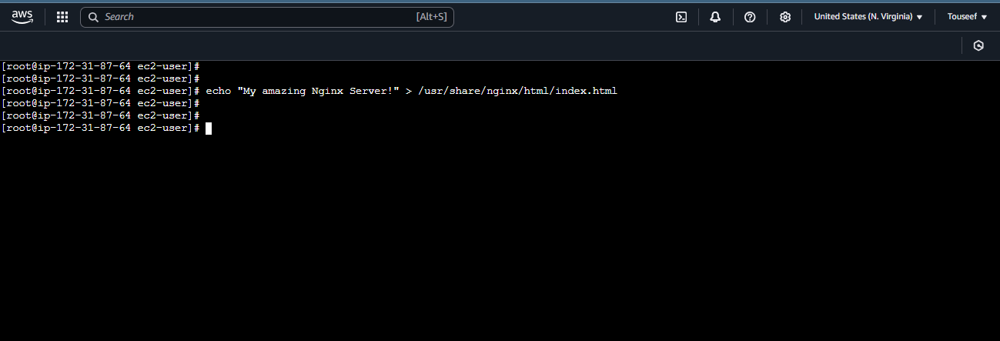 aws
Search [Alt+S] United States (N. Virginia) Touseef
[root@ip-172-31-87-64 ec2-user]#
[root@ip-172-31-87-64 ec2-user]#
[root@ip-172-31-87-64 ec2-user]# echo "My amazing Nginx Server!" > /usr/share/nginx/html/index.html
[root@ip-172-31-87-64 ec2-user]#
[root@ip-172-31-87-64 ec2-user]#
[root@ip-172-31-87-64 ec2-user]#